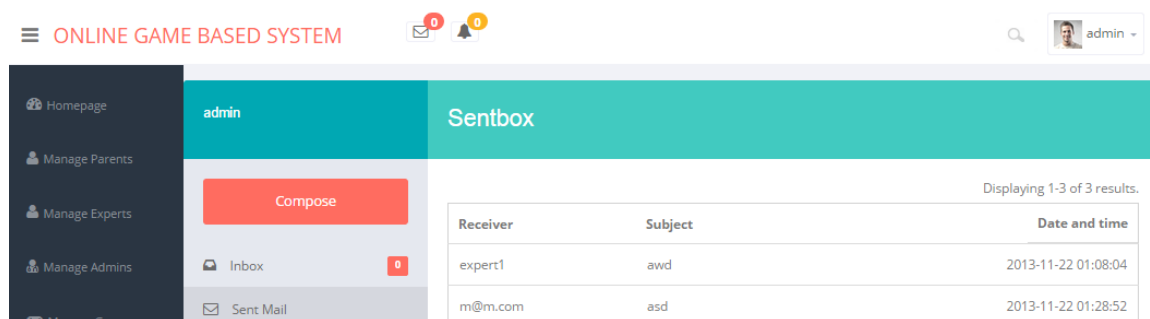 ONLINE GAME BASED SYSTEM 0 0 admin
Homepage
Manage Parents
Manage Experts
Manage Admins
admin
Compose
Inbox 0
Sent Mail
Sentbox
Displaying 1-3 of 3 results.
Receiver Subject Date and time
expert1 awd 2013-11-22 01:08:04
m@m.com asd 2013-11-22 01:28:52